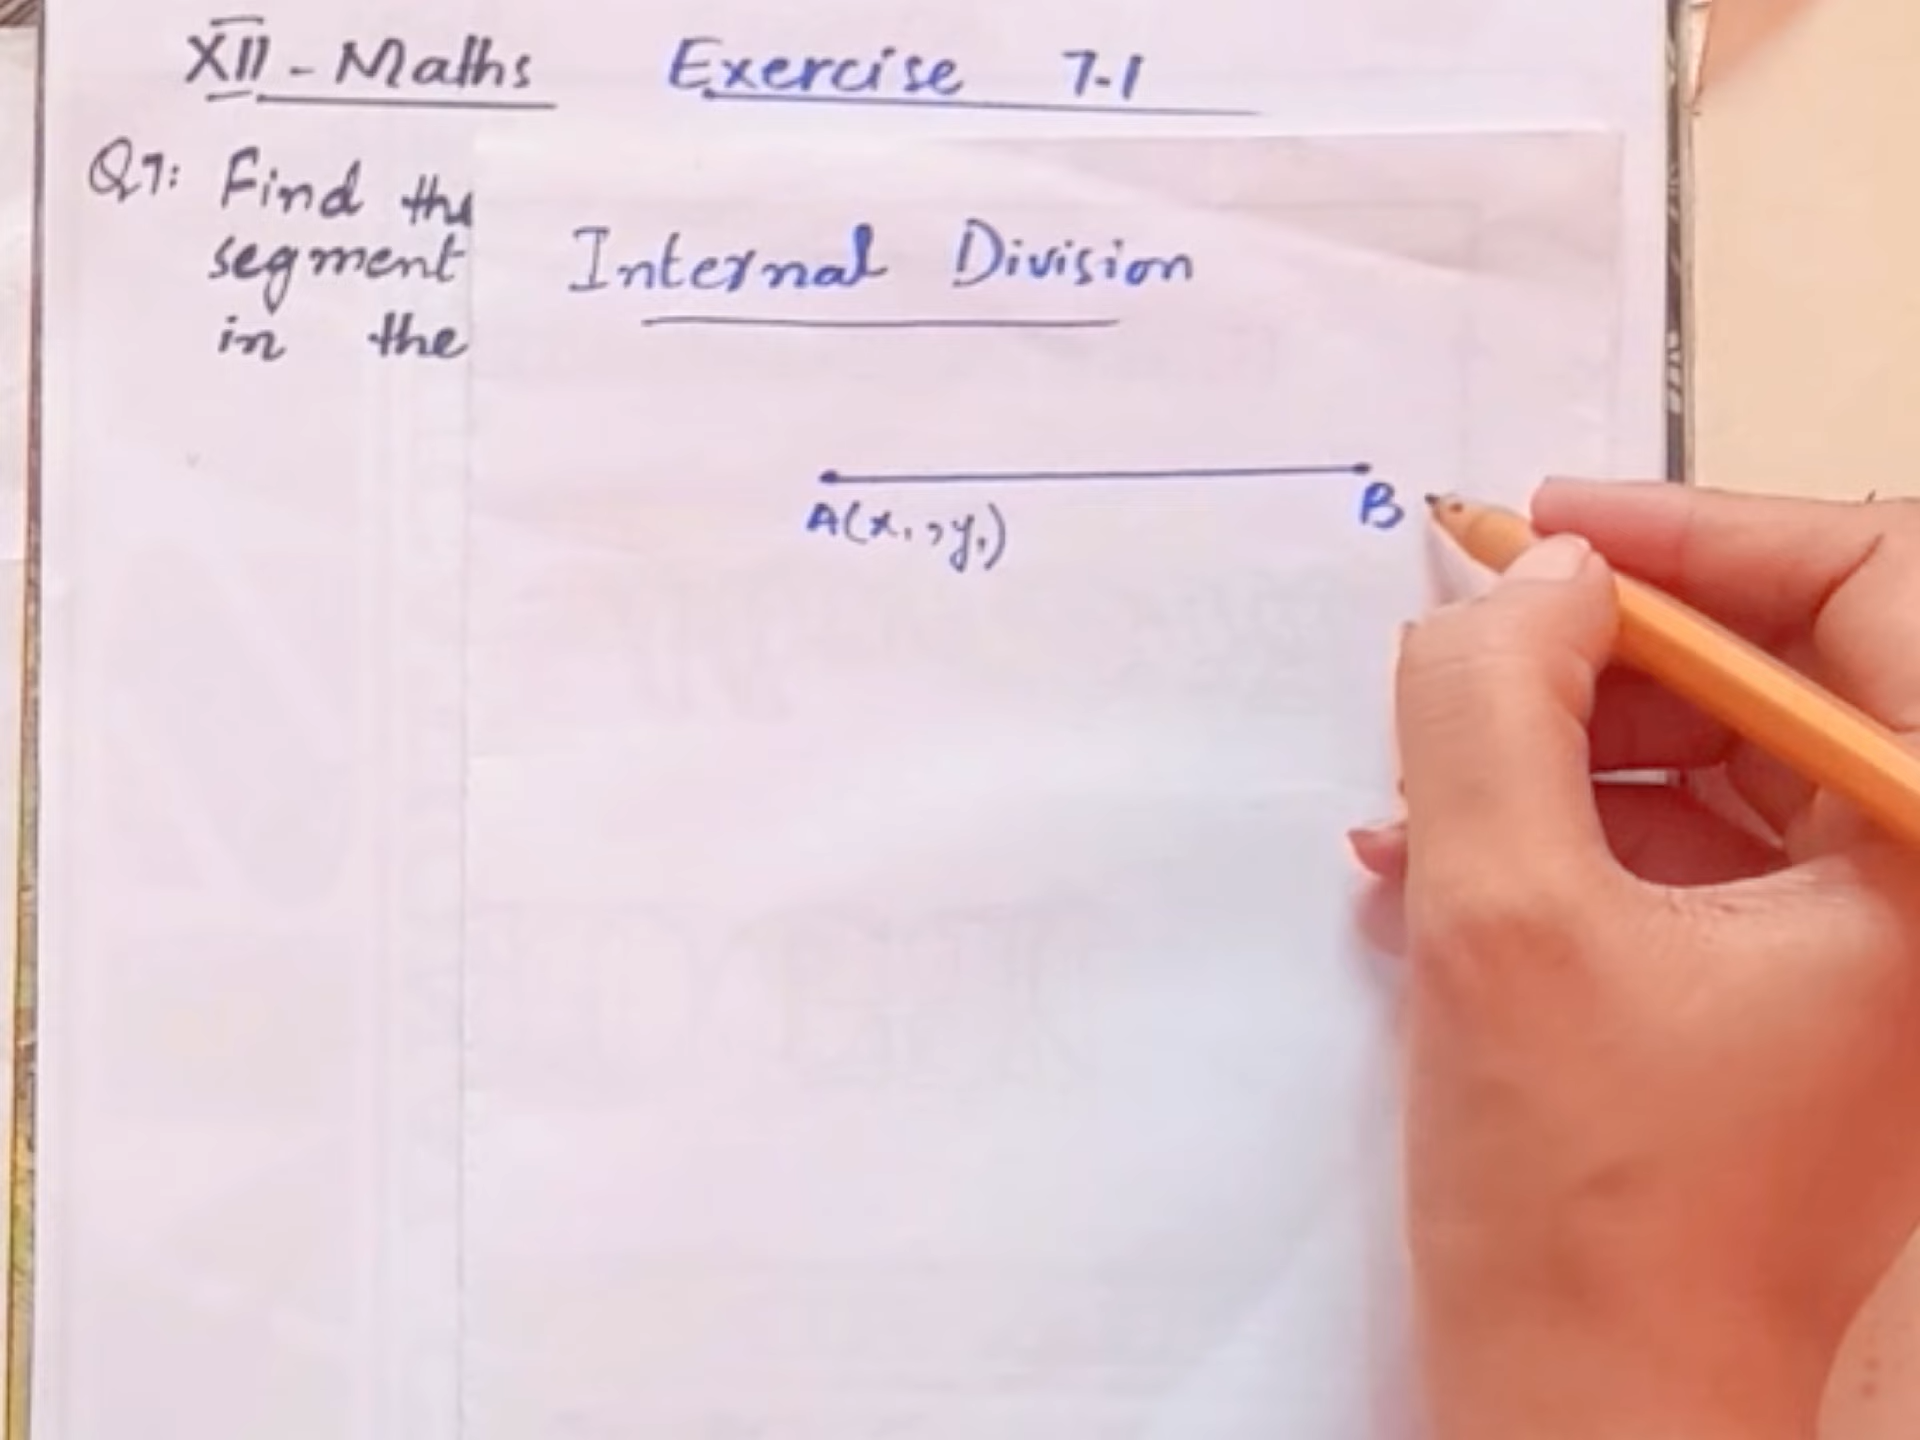 XII - Maths Exercise 7.1
Q7: Find the
segment
in the
Internal Division
A(x₁, y₁) B